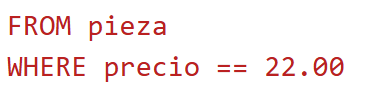 FROM pieza
WHERE precio == 22.00